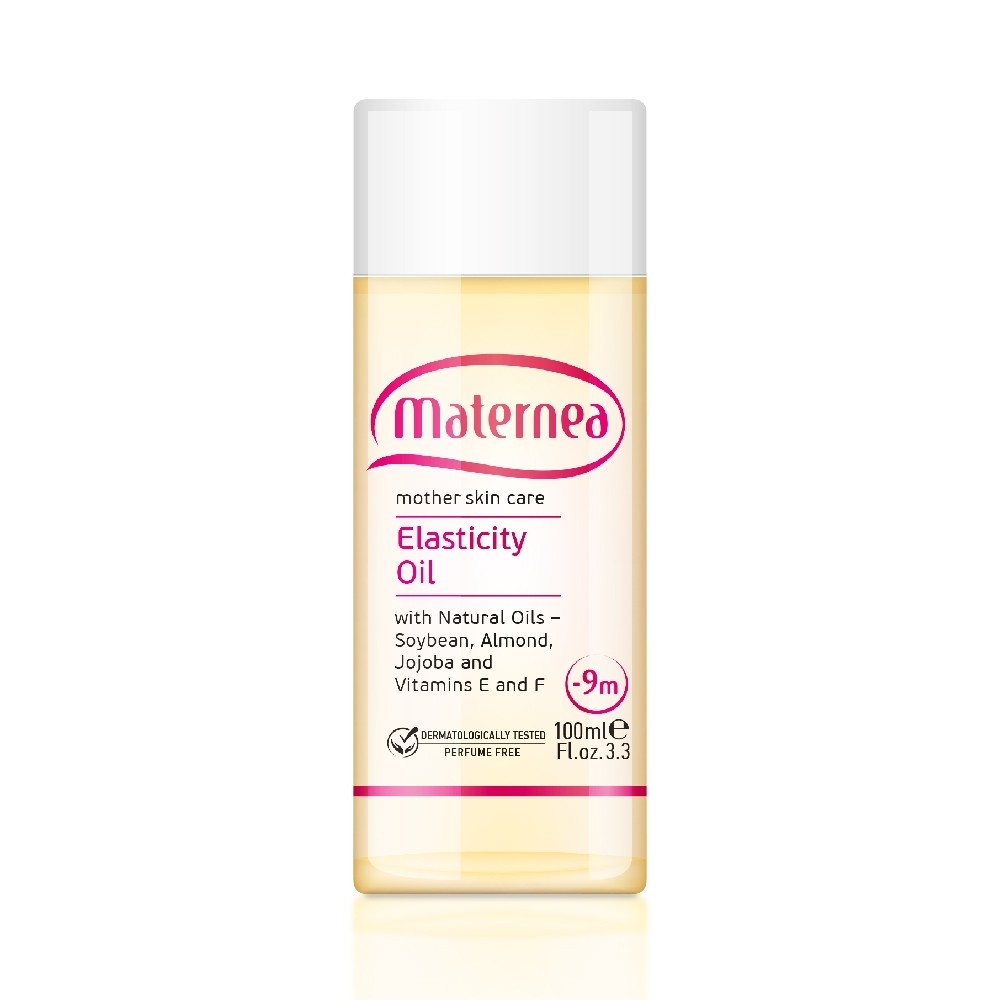 maternea
mother skin care
Elasticity
Oil
with Natural Oils –
Soybean, Almond,
Jojoba and
Vitamins E and F
-9m
DERMATOLOGICALLY TESTED
PERFUME FREE
100ml℮
Fl.oz.3.3